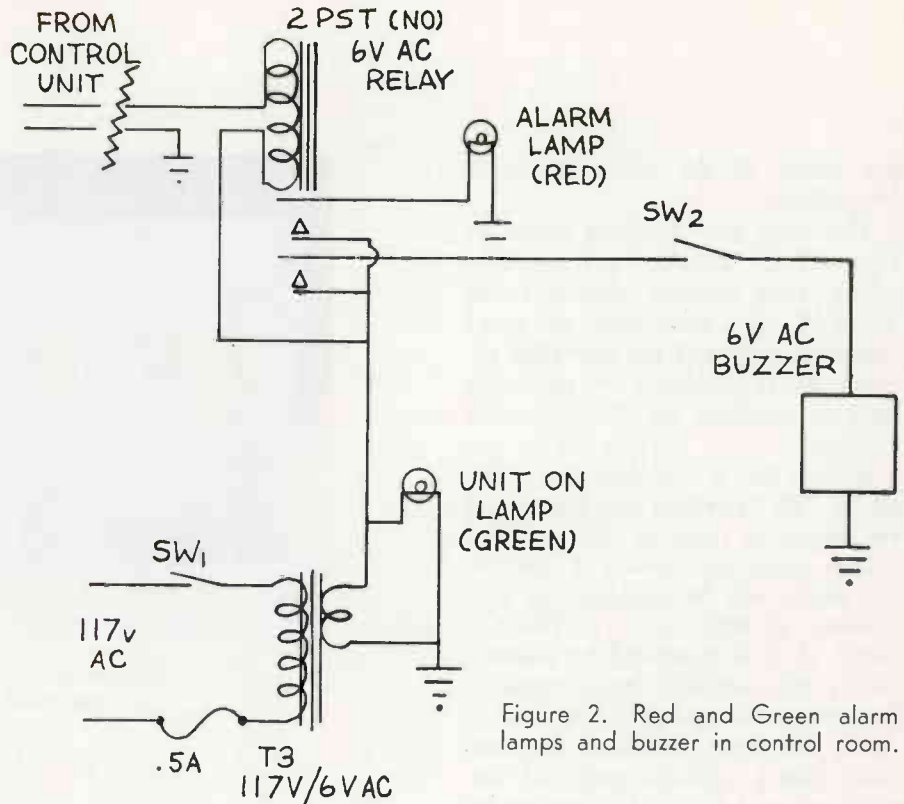 FROM
CONTROL
UNIT
2 PST (NO)
6V AC
RELAY
ALARM
LAMP
(RED)
SW2
6V AC
BUZZER
UNIT ON
LAMP
(GREEN)
SW1
117V
AC
.5A
T3
117V/6VAC
Figure 2. Red and Green alarm
lamps and buzzer in control room.